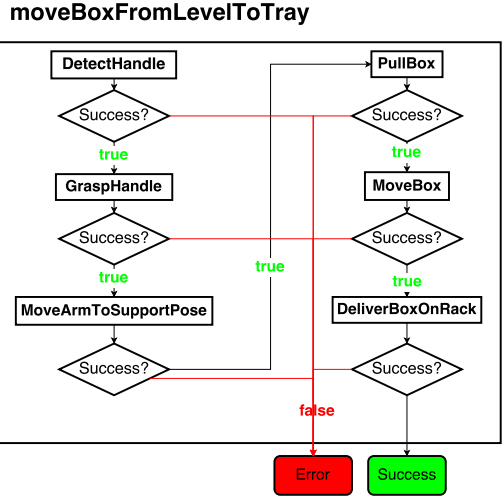 moveBoxFromLevelToTray
DetectHandle
Success?
true
GraspHandle
Success?
true
MoveArmToSupportPose
Success?
true
PullBox
Success?
true
MoveBox
Success?
true
DeliverBoxOnRack
Success?
false
Error
Success